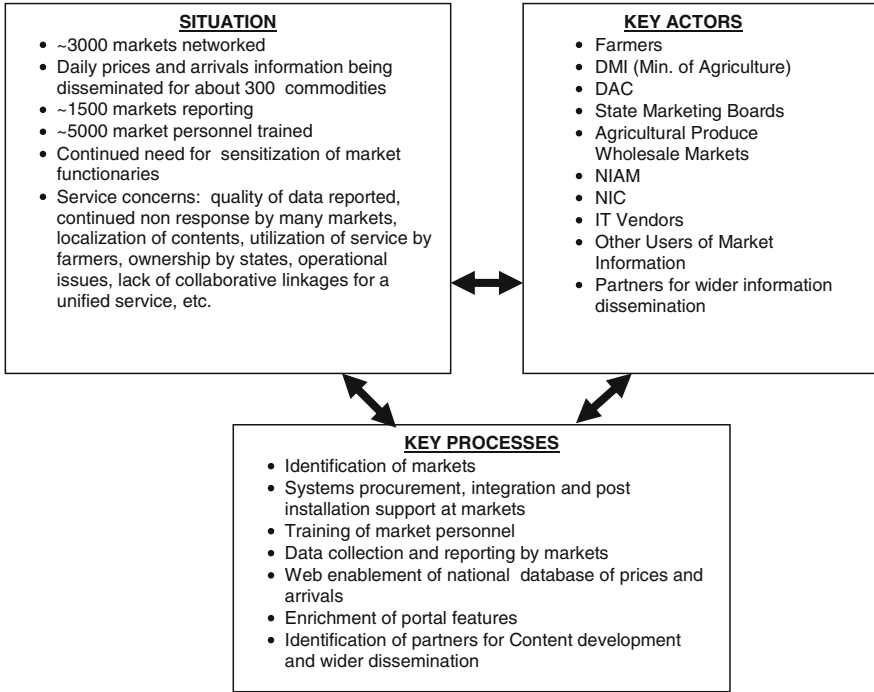 SITUATION
• ~3000 markets networked
• Daily prices and arrivals information being
disseminated for about 300 commodities
• ~1500 markets reporting
• ~5000 market personnel trained
• Continued need for sensitization of market
functionaries
• Service concerns: quality of data reported,
continued non response by many markets,
localization of contents, utilization of service by
farmers, ownership by states, operational
issues, lack of collaborative linkages for a
unified service, etc.
KEY ACTORS
• Farmers
• DMI (Min. of Agriculture)
• DAC
• State Marketing Boards
• Agricultural Produce
Wholesale Markets
• NIAM
• NIC
• IT Vendors
• Other Users of Market
Information
• Partners for wider information
dissemination
KEY PROCESSES
• Identification of markets
• Systems procurement, integration and post
installation support at markets
• Training of market personnel
• Data collection and reporting by markets
• Web enablement of national database of prices and
arrivals
• Enrichment of portal features
• Identification of partners for Content development
and wider dissemination